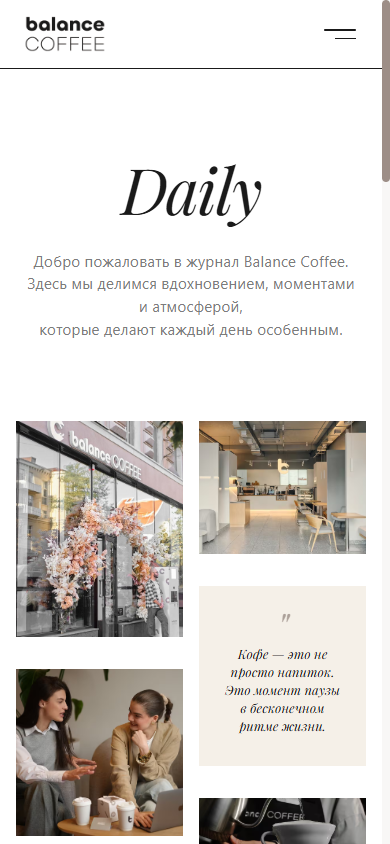 balance
COFFEE
Daily
Добро пожаловать в журнал Balance Coffee.
Здесь мы делимся вдохновением, моментами
и атмосферой,
которые делают каждый день особенным.
balance COFFEE
"
Кофе — это не
просто напиток.
Это момент паузы
в бесконечном
ритме жизни.
COFFEE